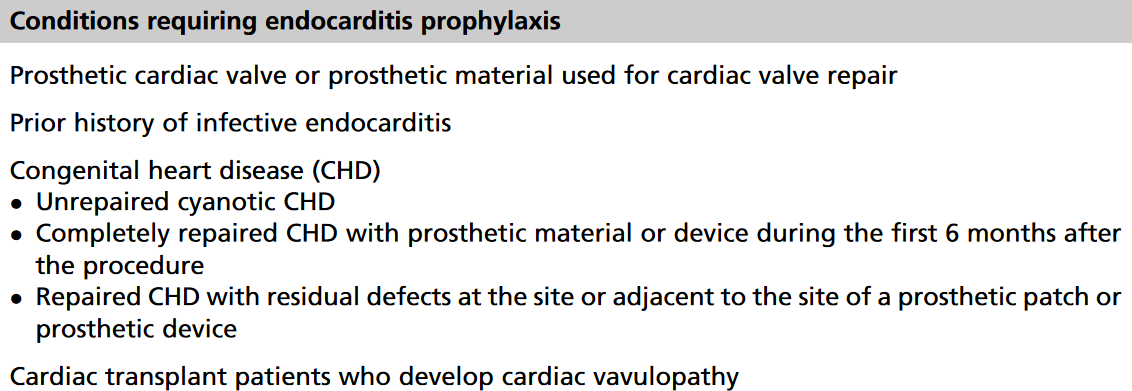 Conditions requiring endocarditis prophylaxis
Prosthetic cardiac valve or prosthetic material used for cardiac valve repair
Prior history of infective endocarditis
Congenital heart disease (CHD)
• Unrepaired cyanotic CHD
• Completely repaired CHD with prosthetic material or device during the first 6 months after
the procedure
• Repaired CHD with residual defects at the site or adjacent to the site of a prosthetic patch or
prosthetic device
Cardiac transplant patients who develop cardiac vavulopathy